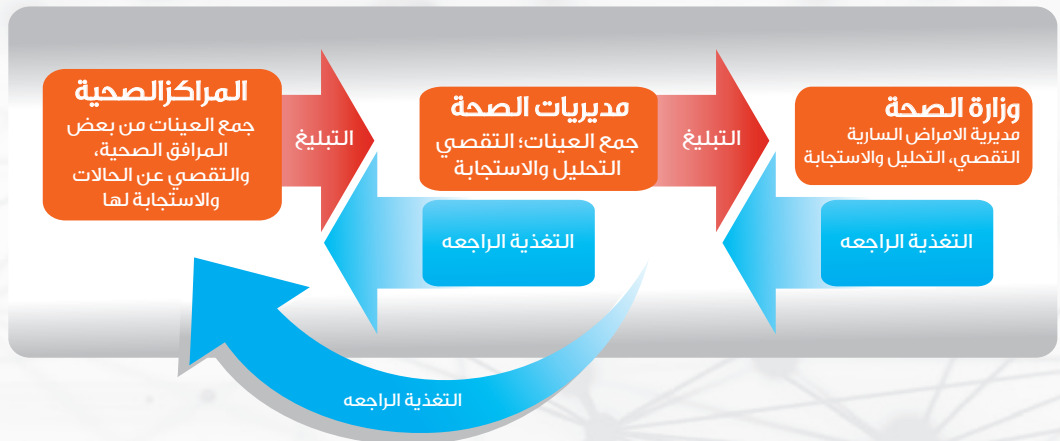 المراكزالصحية
جمع العينات من بعض
المرافق الصحية،
والتقصي عن الحالات
والاستجابة لها
التبليغ
مديريات الصحة
جمع العينات؛ التقصي
التحليل والاستجابة
التبليغ
وزارة الصحة
مديرية الامراض السارية
التقصي، التحليل والاستجابة
التغذية الراجعه
التغذية الراجعه
التغذية الراجعه